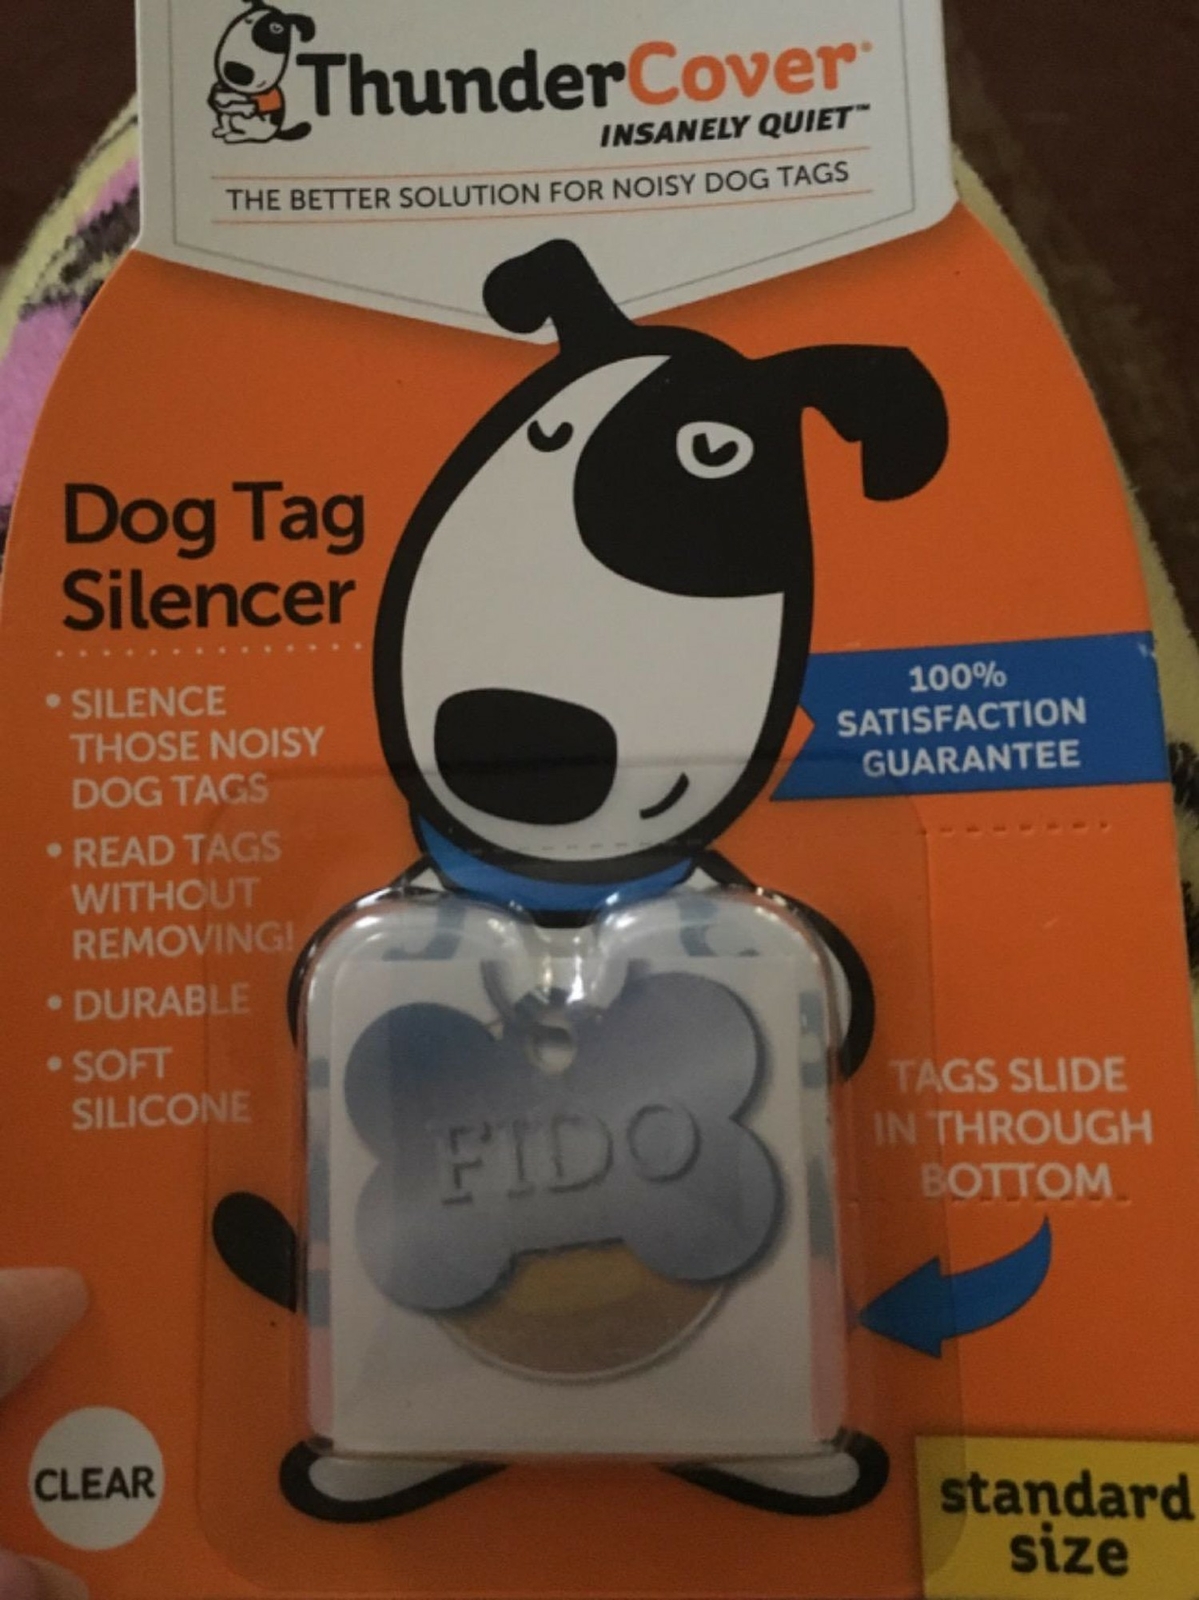 ThunderCover®
INSANELY QUIET™
THE BETTER SOLUTION FOR NOISY DOG TAGS
Dog Tag
Silencer
• SILENCE
THOSE NOISY
DOG TAGS
• READ TAGS
WITHOUT
REMOVING!
• DURABLE
• SOFT
SILICONE
100%
SATISFACTION
GUARANTEE
FIDO
TAGS SLIDE
IN THROUGH
BOTTOM
CLEAR
standard
size